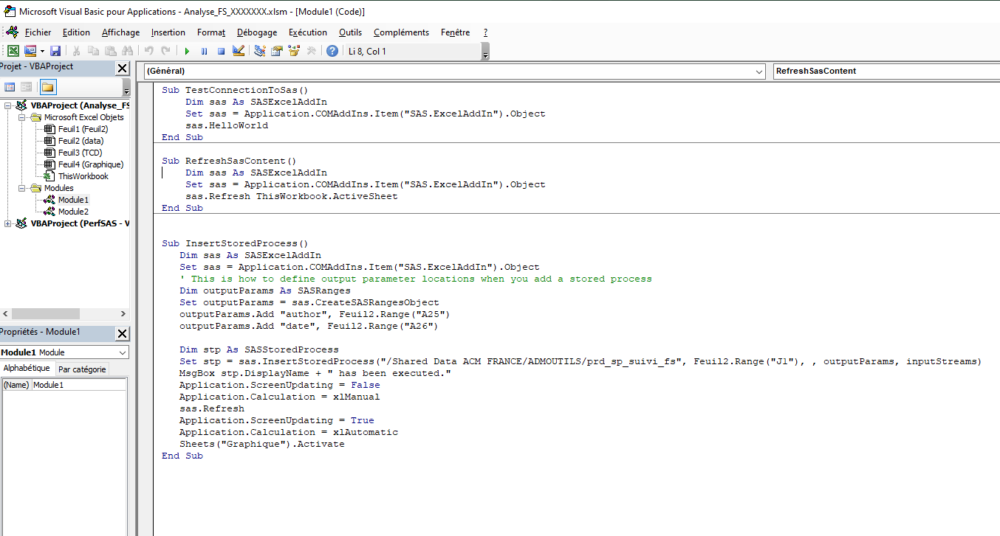 Microsoft Visual Basic pour Applications - Analyse_FS_XXXXXXX.xlsm - [Module1 (Code)]
Fichier Edition Affichage Insertion Format Débogage Exécution Outils Compléments Fenêtre ?
Li 8, Col 1
Projet - VBAProject
VBAProject (Analyse_FS
Microsoft Excel Objets
Feuil1 (Feuil2)
Feuil2 (data)
Feuil3 (TCD)
Feuil4 (Graphique)
ThisWorkbook
Modules
Module1
Module2
VBAProject (PerfSAS - V
Propriétés - Module1
Module1 Module
Alphabétique Par catégorie
(Name) Module1
(Général) RefreshSasContent
Sub TestConnectionToSas()
Dim sas As SASExcelAddIn
Set sas = Application.COMAddIns.Item("SAS.ExcelAddIn").Object
sas.HelloWorld
End Sub
Sub RefreshSasContent()
Dim sas As SASExcelAddIn
Set sas = Application.COMAddIns.Item("SAS.ExcelAddIn").Object
sas.Refresh ThisWorkbook.ActiveSheet
End Sub
Sub InsertStoredProcess()
Dim sas As SASExcelAddIn
Set sas = Application.COMAddIns.Item("SAS.ExcelAddIn").Object
' This is how to define output parameter locations when you add a stored process
Dim outputParams As SASRanges
Set outputParams = sas.CreateSASRangesObject
outputParams.Add "author", Feuil2.Range("A25")
outputParams.Add "date", Feuil2.Range("A26")
Dim stp As SASStoredProcess
Set stp = sas.InsertStoredProcess("/Shared Data ACM FRANCE/ADMOUTILS/prd_sp_suivi_fs", Feuil2.Range("J1"), , outputParams, inputStreams)
MsgBox stp.DisplayName + " has been executed."
Application.ScreenUpdating = False
Application.Calculation = xlManual
sas.Refresh
Application.ScreenUpdating = True
Application.Calculation = xlAutomatic
Sheets("Graphique").Activate
End Sub